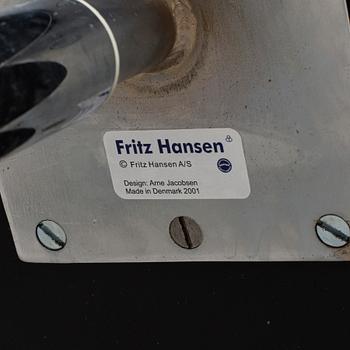 Fritz Hansen
© Fritz Hansen A/S
Design: Arne Jacobsen
Made in Denmark 2001